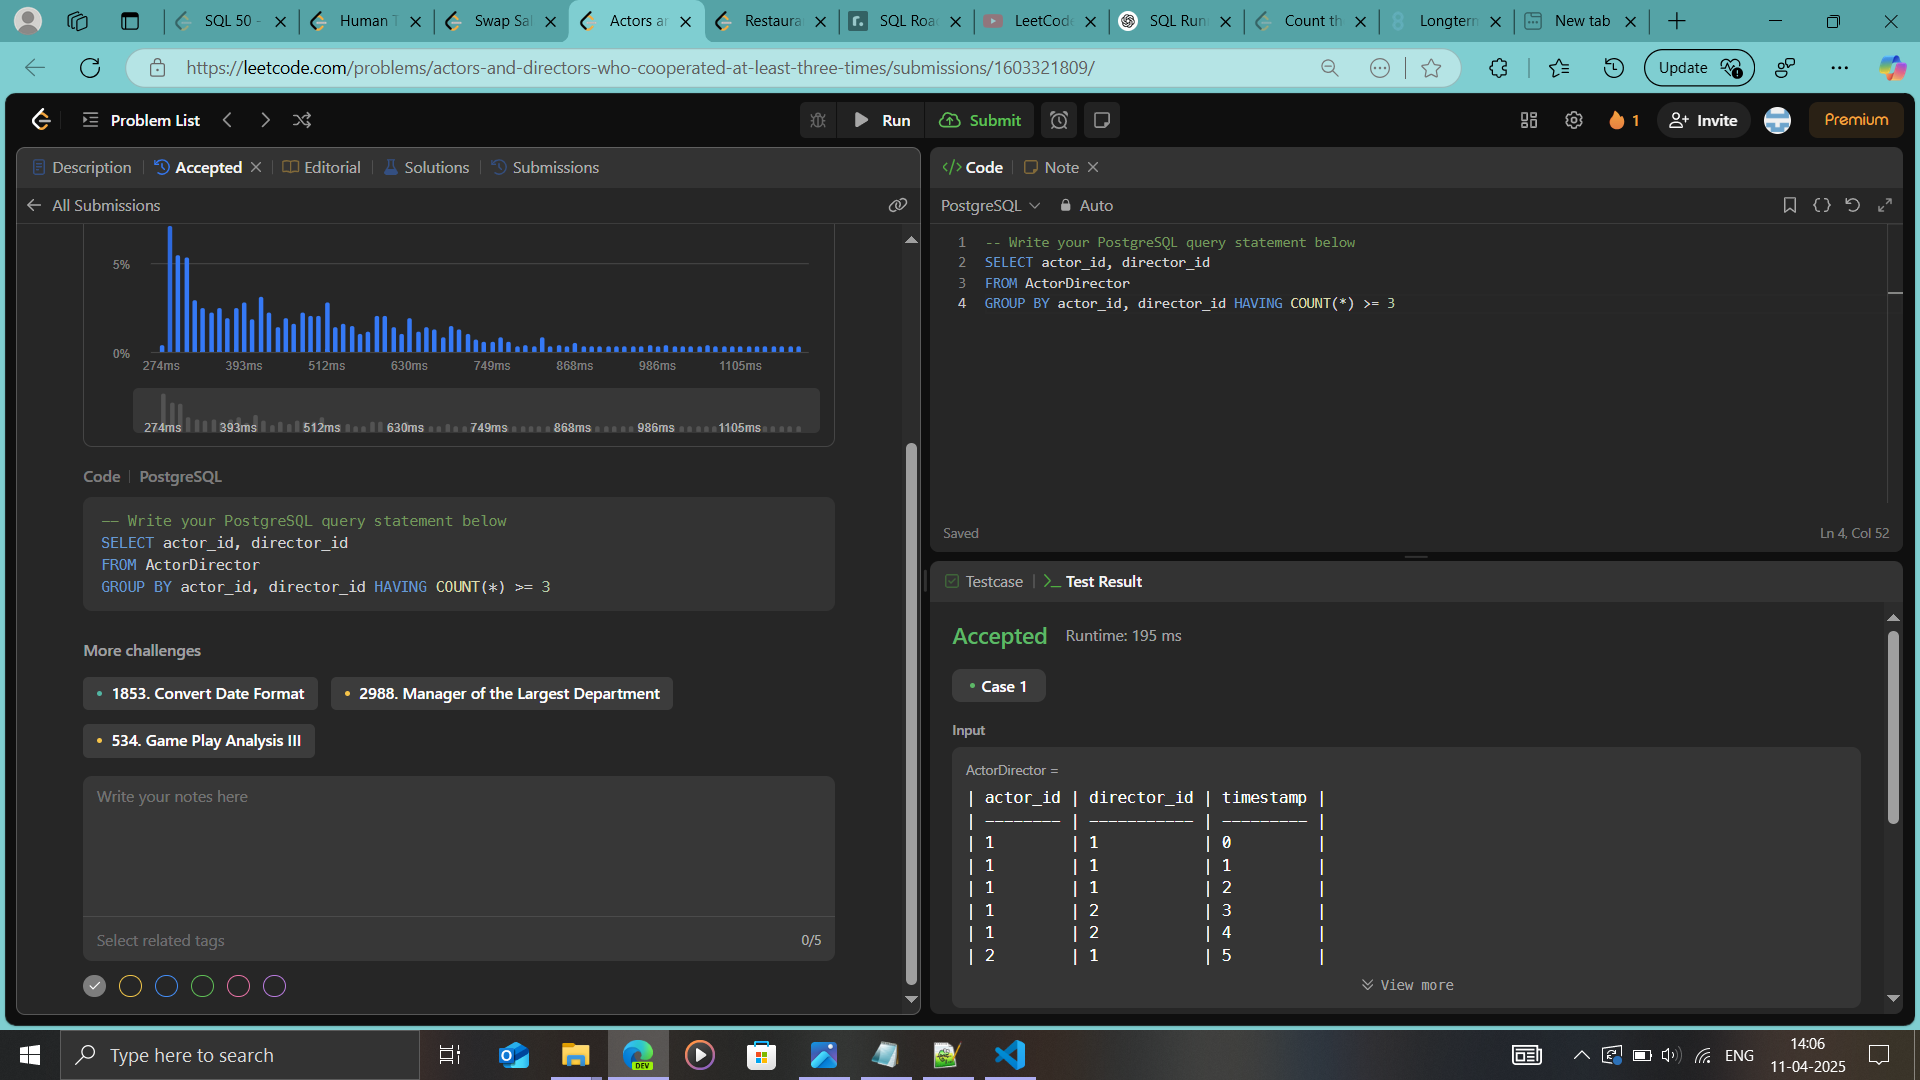 SQL 50 -
Human T
Swap Sal
Actors ar
Restaura
SQL Roa
LeetCode
SQL Run
Count th
Longterm
New tab
https://leetcode.com/problems/actors-and-directors-who-cooperated-at-least-three-times/submissions/1603321809/
Update
Problem List
Run
Submit
1
Invite
Premium
Description
Accepted
Editorial
Solutions
Submissions
All Submissions
5%
0%
274ms 393ms 512ms 630ms 749ms 868ms 986ms 1105ms
274ms 393ms 512ms 630ms 749ms 868ms 986ms 1105ms
Code
PostgreSQL
-- Write your PostgreSQL query statement below
SELECT actor_id, director_id
FROM ActorDirector
GROUP BY actor_id, director_id HAVING COUNT(*) >= 3
More challenges
1853. Convert Date Format
2988. Manager of the Largest Department
534. Game Play Analysis III
Write your notes here
Select related tags
0/5
</> Code
Note
PostgreSQL
Auto
1 -- Write your PostgreSQL query statement below
2 SELECT actor_id, director_id
3 FROM ActorDirector
4 GROUP BY actor_id, director_id HAVING COUNT(*) >= 3
Saved
Ln 4, Col 52
Testcase
>_ Test Result
Accepted
Runtime: 195 ms
Case 1
Input
ActorDirector =
| actor_id | director_id | timestamp |
| -------- | ----------- | --------- |
| 1 | 1 | 0 |
| 1 | 1 | 1 |
| 1 | 1 | 2 |
| 1 | 2 | 3 |
| 1 | 2 | 4 |
| 2 | 1 | 5 |
View more
Type here to search
DEV
ENG
14:06
11-04-2025